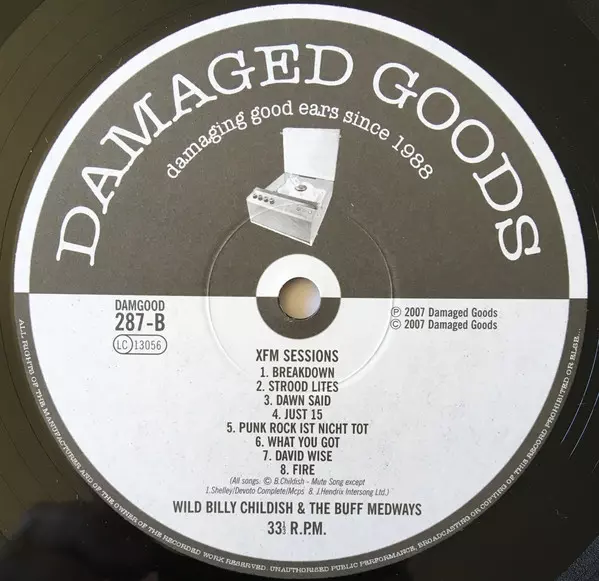 DAMAGED GOODS
damaging good ears since 1988
DAMGOOD
287-B
LC 13056
Ⓟ 2007 Damaged Goods
© 2007 Damaged Goods
XFM SESSIONS
1. BREAKDOWN
2. STROOD LITES
3. DAWN SAID
4. JUST 15
5. PUNK ROCK IST NICHT TOT
6. WHAT YOU GOT
7. DAVID WISE
8. FIRE
(All songs: © B.Childish - Mute Song except
1.Shelley/Devoto Complete/Mcps 8. J.Hendrix Intersong Ltd.)
WILD BILLY CHILDISH & THE BUFF MEDWAYS
33⅓ R.P.M.
ALL RIGHTS OF THE MANUFACTURER AND OF THE OWNER OF THE RECORDED WORK RESERVED. UNAUTHORISED PUBLIC PERFORMANCE, BROADCASTING OR COPYING OF THIS RECORD PROHIBITED OR ELSE...